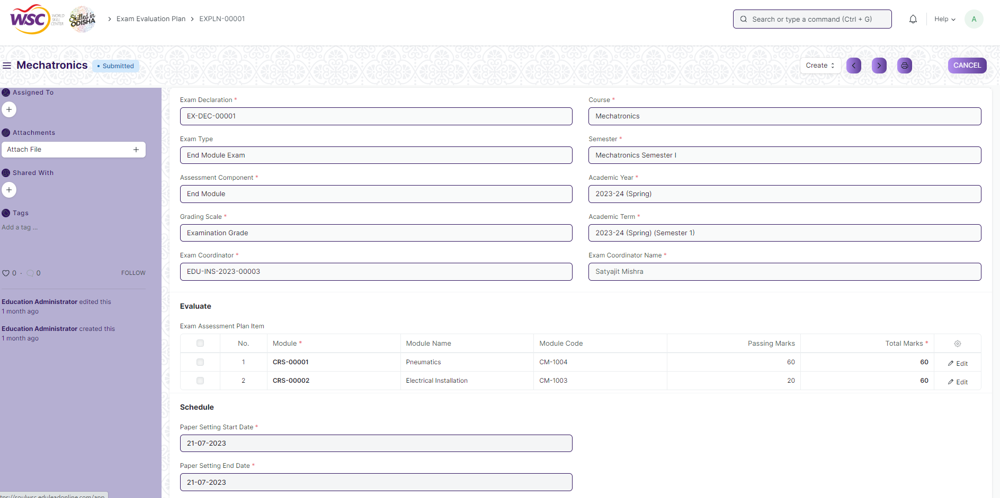 WSC WORLD SKILL CENTER Skilled in ODISHA
Exam Evaluation Plan EXPLN-00001
Search or type a command (Ctrl + G)
Help
A
Mechatronics
Submitted
Create
CANCEL
Assigned To
Attachments
Attach File
Shared With
Tags
Add a tag ...
0 · 0
FOLLOW
Education Administrator edited this
1 month ago
Education Administrator created this
1 month ago
Exam Declaration *
EX-DEC-00001
Course *
Mechatronics
Exam Type
End Module Exam
Semester *
Mechatronics Semester I
Assessment Component *
End Module
Academic Year *
2023-24 (Spring)
Grading Scale *
Examination Grade
Academic Term *
2023-24 (Spring) (Semester 1)
Exam Coordinator *
EDU-INS-2023-00003
Exam Coordinator Name *
Satyajit Mishra
Evaluate
Exam Assessment Plan Item
No. Module * Module Name Module Code Passing Marks Total Marks *
1 CRS-00001 Pneumatics CM-1004 60 60 Edit
2 CRS-00002 Electrical Installation CM-1003 20 60 Edit
Schedule
Paper Setting Start Date *
21-07-2023
Paper Setting End Date *
21-07-2023
ttps://soulwsc.eduleadonline.com/app